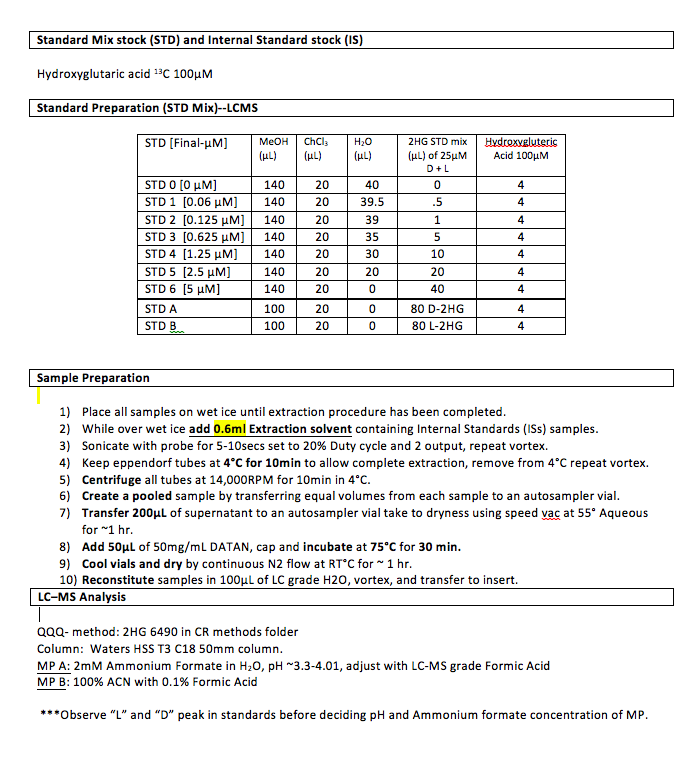 Standard Mix stock (STD) and Internal Standard stock (IS)
Hydroxyglutaric acid ¹³C 100µM
Standard Preparation (STD Mix)--LCMS
STD [Final-µM] MeOH (µL) ChCl₃ (µL) H₂O (µL) 2HG STD mix (µL) of 25µM D + L Hydroxygluteric Acid 100µM
STD 0 [0 µM] 140 20 40 0 4
STD 1 [0.06 µM] 140 20 39.5 .5 4
STD 2 [0.125 µM] 140 20 39 1 4
STD 3 [0.625 µM] 140 20 35 5 4
STD 4 [1.25 µM] 140 20 30 10 4
STD 5 [2.5 µM] 140 20 20 20 4
STD 6 [5 µM] 140 20 0 40 4
STD A 100 20 0 80 D-2HG 4
STD B 100 20 0 80 L-2HG 4
Sample Preparation
1) Place all samples on wet ice until extraction procedure has been completed.
2) While over wet ice add 0.6ml Extraction solvent containing Internal Standards (ISs) samples.
3) Sonicate with probe for 5-10secs set to 20% Duty cycle and 2 output, repeat vortex.
4) Keep eppendorf tubes at 4°C for 10min to allow complete extraction, remove from 4°C repeat vortex.
5) Centrifuge all tubes at 14,000RPM for 10min in 4°C.
6) Create a pooled sample by transferring equal volumes from each sample to an autosampler vial.
7) Transfer 200µL of supernatant to an autosampler vial take to dryness using speed vac at 55° Aqueous
for ~1 hr.
8) Add 50µL of 50mg/mL DATAN, cap and incubate at 75°C for 30 min.
9) Cool vials and dry by continuous N2 flow at RT°C for ~ 1 hr.
10) Reconstitute samples in 100µL of LC grade H2O, vortex, and transfer to insert.
LC–MS Analysis
QQQ- method: 2HG 6490 in CR methods folder
Column: Waters HSS T3 C18 50mm column.
MP A: 2mM Ammonium Formate in H₂O, pH ~3.3-4.01, adjust with LC-MS grade Formic Acid
MP B: 100% ACN with 0.1% Formic Acid
***Observe "L" and "D" peak in standards before deciding pH and Ammonium formate concentration of MP.